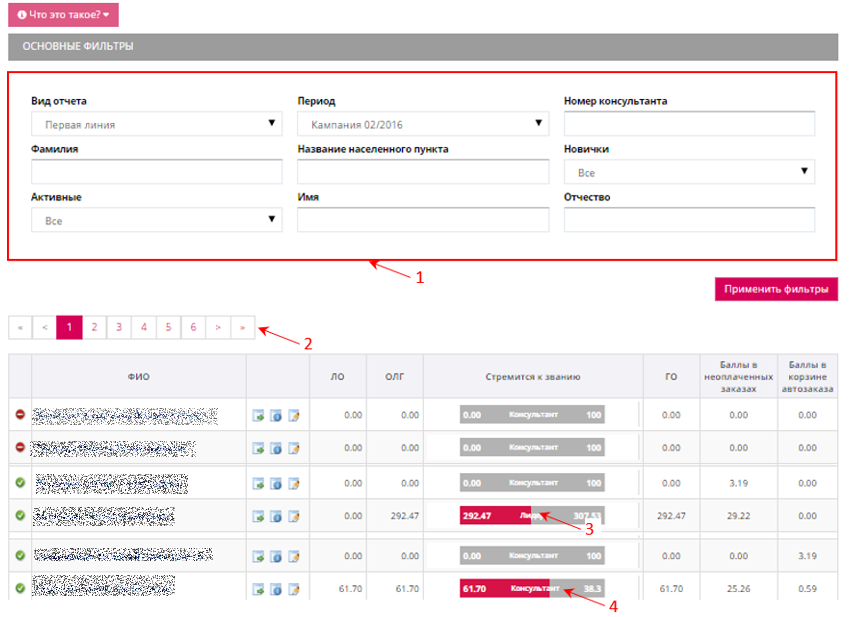 Что это такое?
ОСНОВНЫЕ ФИЛЬТРЫ
Вид отчета Период Номер консультанта
Первая линия Кампания 02/2016
Фамилия Название населенного пункта Новички
Все
Активные Имя Отчество
Все
1
Применить фильтры
« < 1 2 3 4 5 6 > »
2
ФИО ЛО ОЛГ Стремится к званию ГО Баллы в неоплаченных заказах Баллы в корзине автозаказа
0.00 0.00 0.00 Консультант 100 0.00 0.00 0.00
0.00 0.00 0.00 Консультант 100 0.00 0.00 0.00
0.00 0.00 0.00 Консультант 100 0.00 3.19 0.00
0.00 292.47 292.47 307.53 292.47 29.22 0.00
3
0.00 0.00 0.00 Консультант 100 0.00 0.00 3.19
61.70 61.70 61.70 Консультант 38.3 61.70 25.26 0.59
4